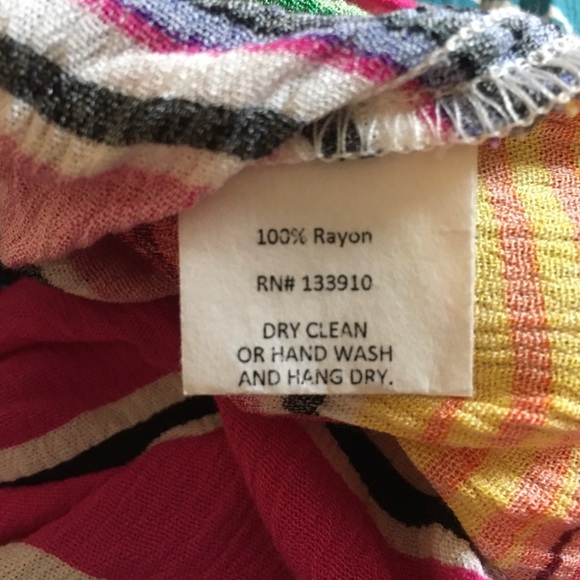 100% Rayon
RN# 133910
DRY CLEAN
OR HAND WASH
AND HANG DRY.